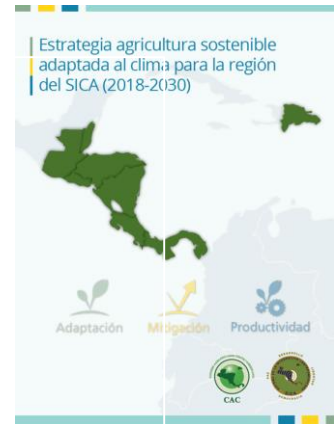 Estrategia agricultura sostenible
adaptada al clima para la región
del SICA (2018-2030)
Adaptación
Mitigación
Productividad
CAC